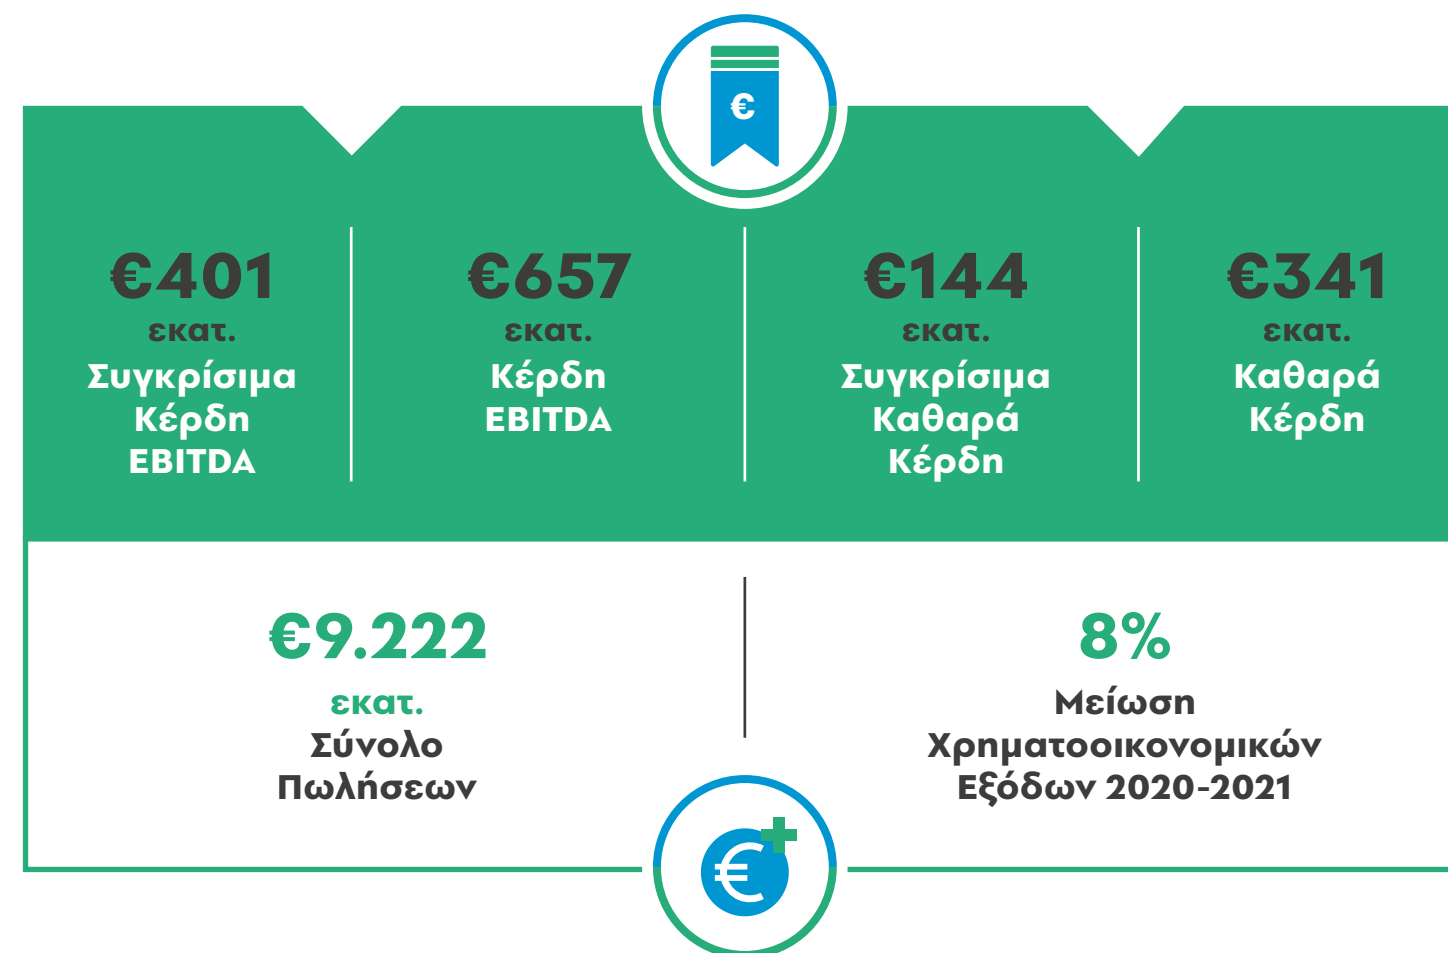 €
€401
εκατ.
Συγκρίσιμα
Κέρδη
EBITDA
€657
εκατ.
Κέρδη
EBITDA
€144
εκατ.
Συγκρίσιμα
Καθαρά
Κέρδη
€341
εκατ.
Καθαρά
Κέρδη
€9.222
εκατ.
Σύνολο
Πωλήσεων
8%
Μείωση
Χρηματοοικονομικών
Εξόδων 2020-2021
€